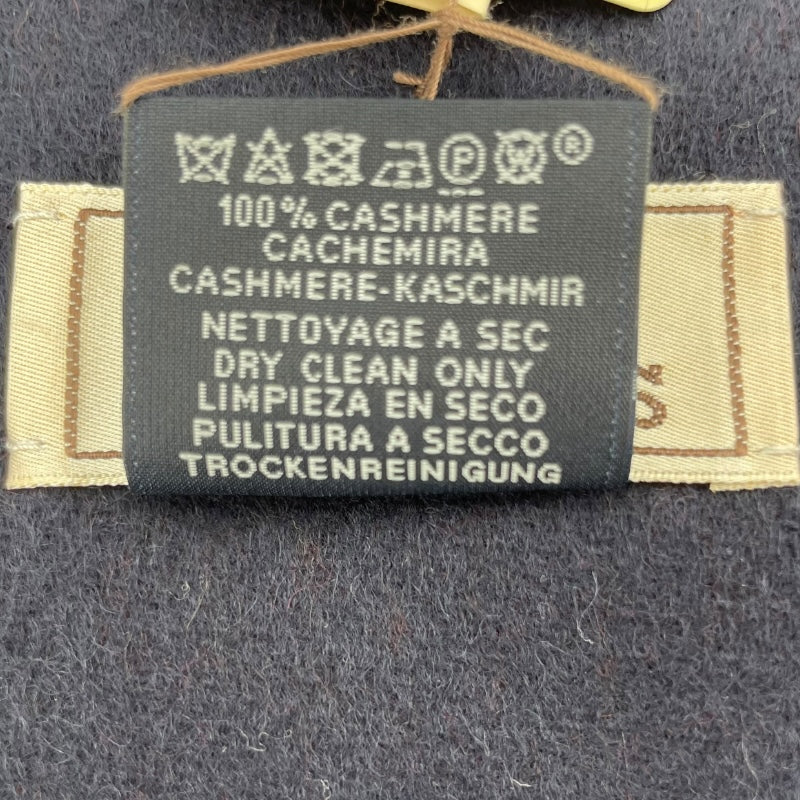 P W ®
100% CASHMERE
CACHEMIRA
CASHMERE-KASCHMIR
NETTOYAGE A SEC
DRY CLEAN ONLY
LIMPIEZA EN SECO
PULITURA A SECCO
TROCKENREINIGUNG